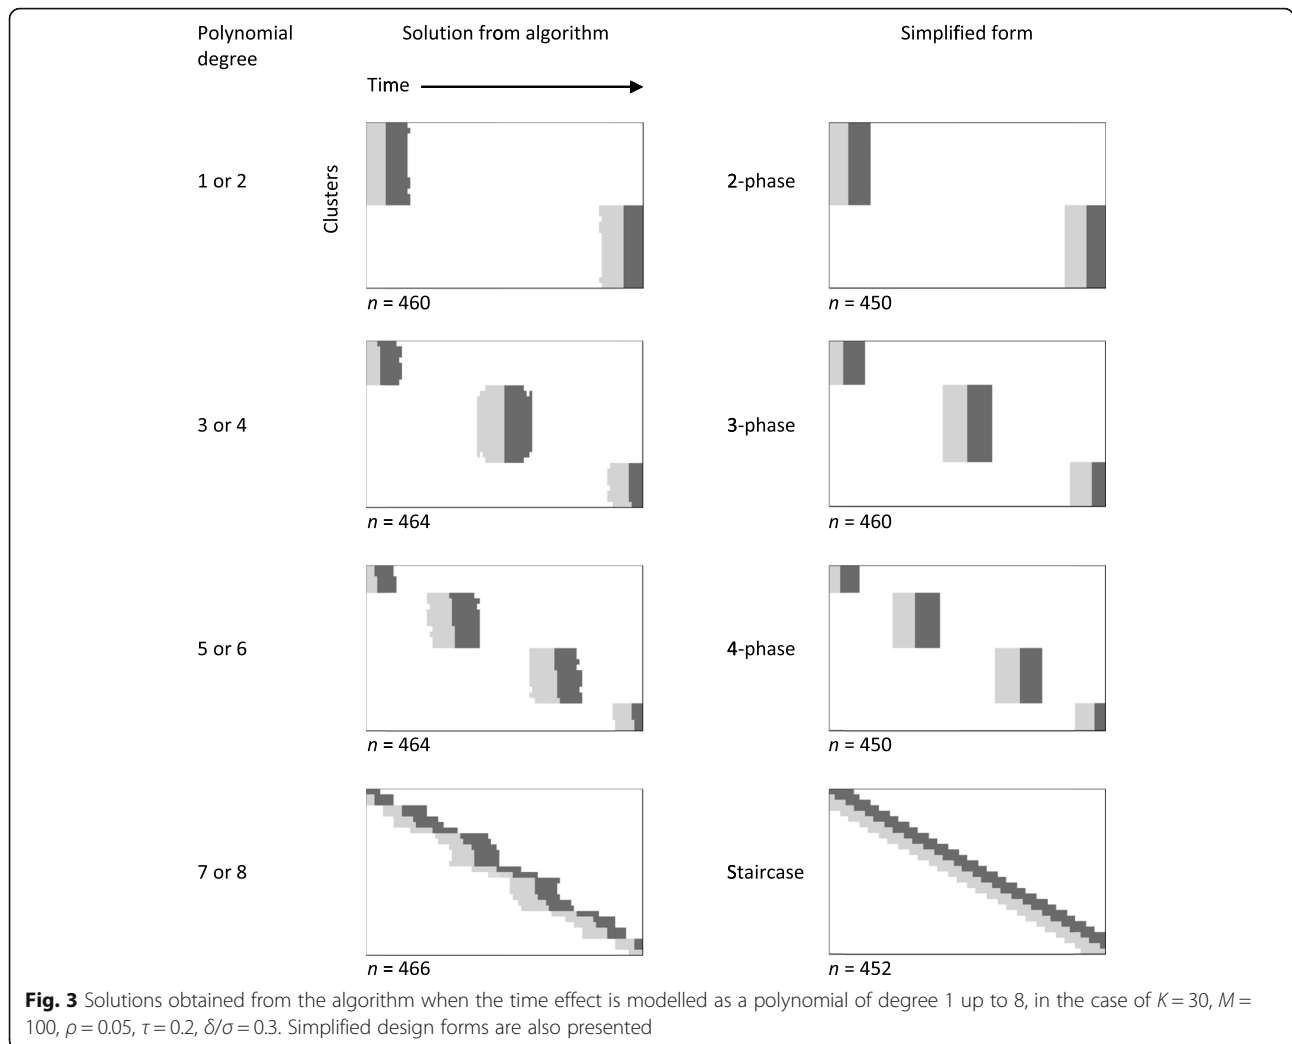 Polynomial degree
Solution from algorithm
Simplified form
Time
Clusters
1 or 2
2-phase
n = 460
n = 450
3 or 4
3-phase
n = 464
n = 460
5 or 6
4-phase
n = 464
n = 450
7 or 8
Staircase
n = 466
n = 452
Fig. 3 Solutions obtained from the algorithm when the time effect is modelled as a polynomial of degree 1 up to 8, in the case of K = 30, M =
100, ρ = 0.05, τ = 0.2, δ/σ = 0.3. Simplified design forms are also presented